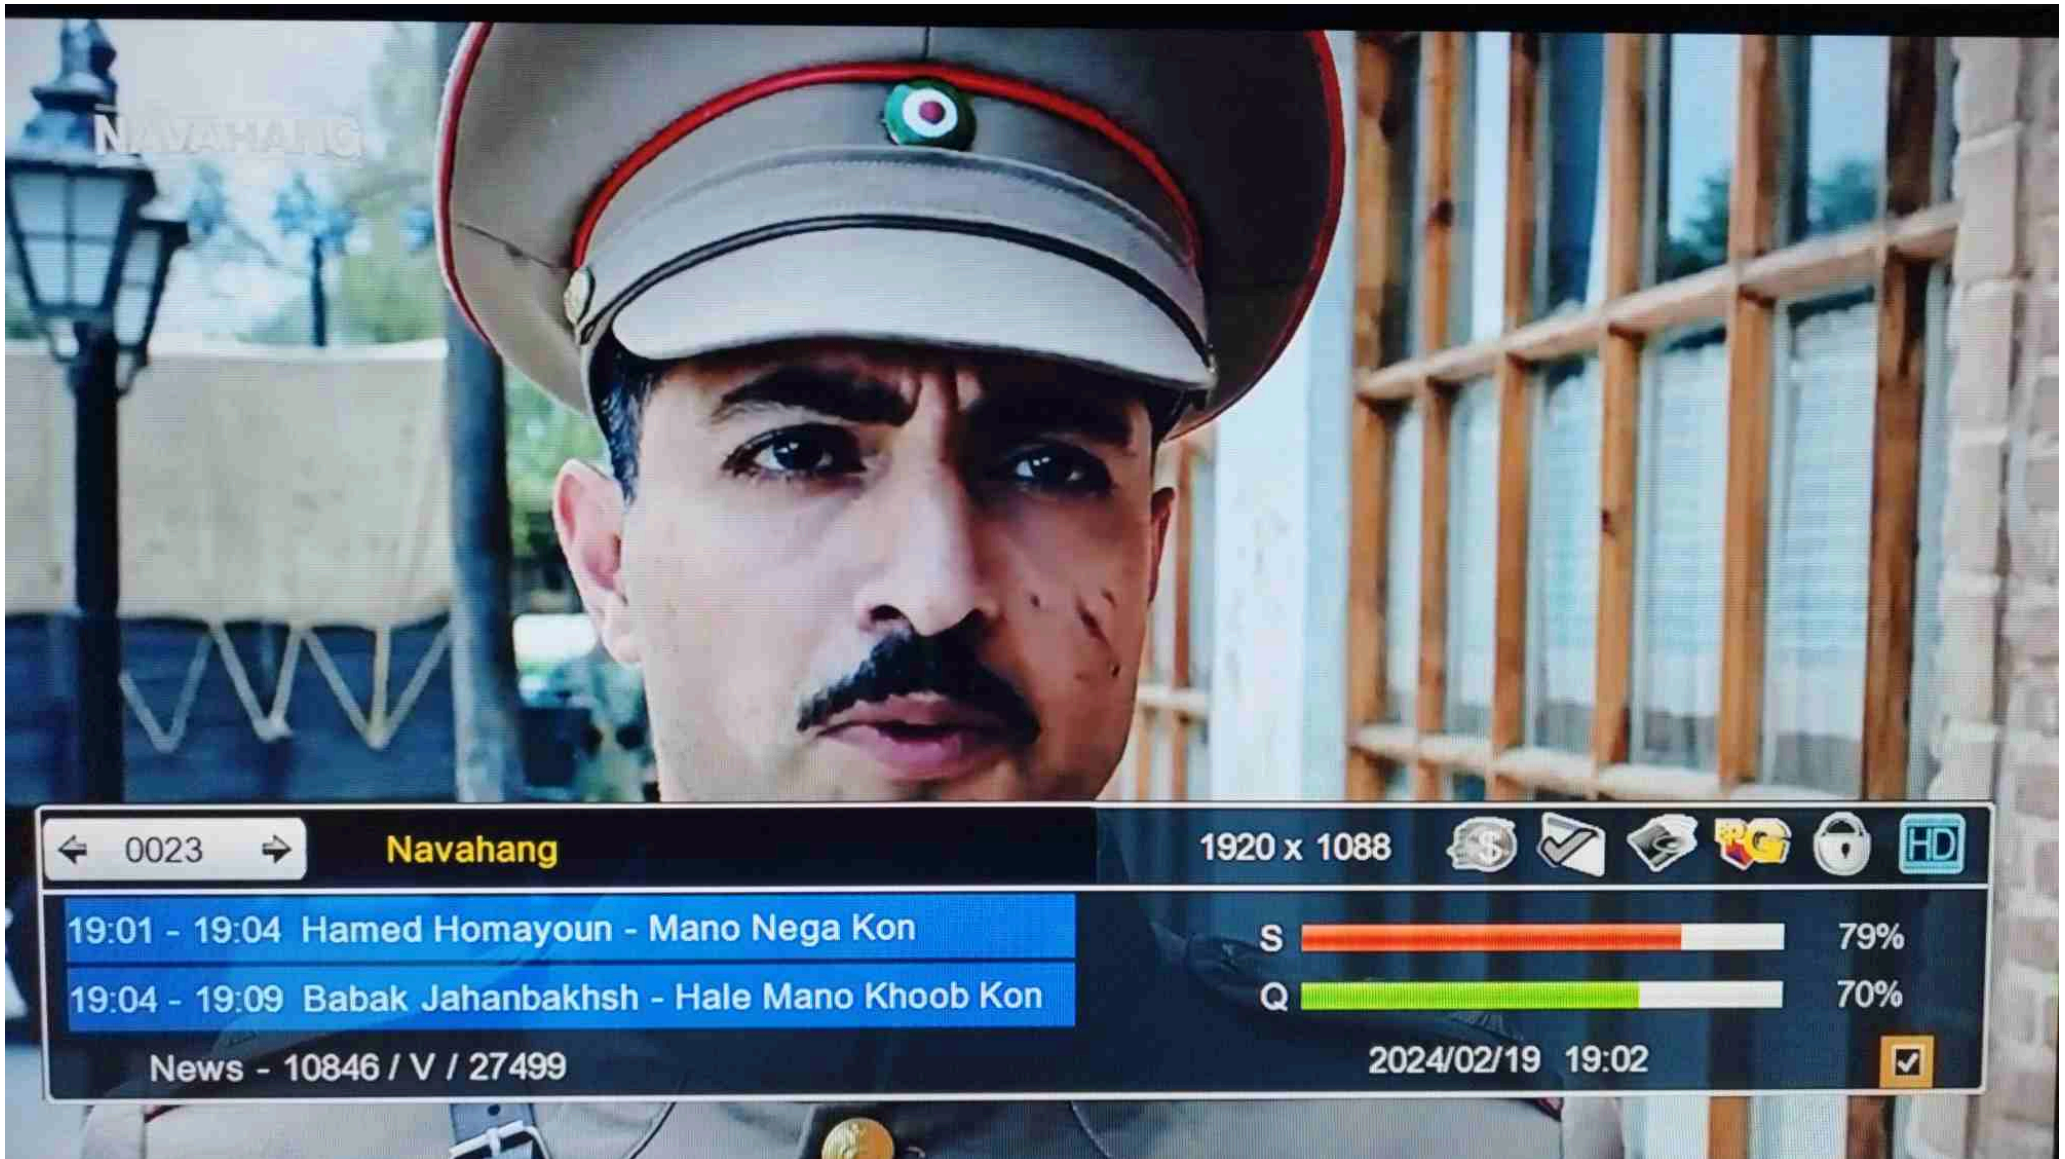 NAVAHANG
0023 Navahang 1920 x 1088 HD
19:01 - 19:04 Hamed Homayoun - Mano Nega Kon
S 79%
19:04 - 19:09 Babak Jahanbakhsh - Hale Mano Khoob Kon
Q 70%
News - 10846 / V / 27499 2024/02/19 19:02